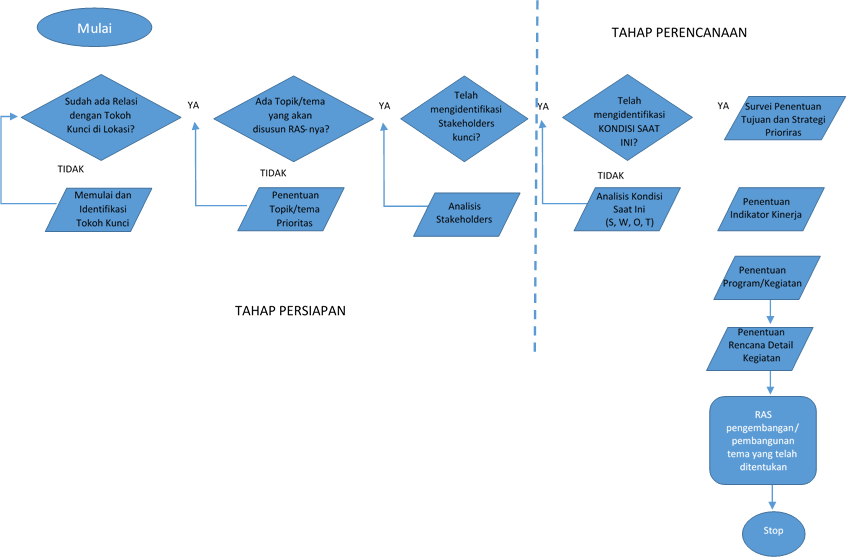 Mulai
TAHAP PERENCANAAN
Sudah ada Relasi
dengan Tokoh
Kunci di Lokasi?
YA
Ada Topik/tema
yang akan
disusun RAS-nya?
YA
Telah
mengidentifikasi
Stakeholders
kunci?
YA
Telah
mengidentifikasi
KONDISI SAAT
INI?
YA
Survei Penentuan
Tujuan dan Strategi
Prioriras
TIDAK
TIDAK
TIDAK
Memulai dan
Identifikasi
Tokoh Kunci
Penentuan
Topik/tema
Prioritas
Analisis
Stakeholders
Analisis Kondisi
Saat Ini
(S, W, O, T)
Penentuan
Indikator Kinerja
Penentuan
Program/Kegiatan
TAHAP PERSIAPAN
Penentuan
Rencana Detail
Kegiatan
RAS
pengembangan/
pembangunan
tema yang telah
ditentukan
Stop